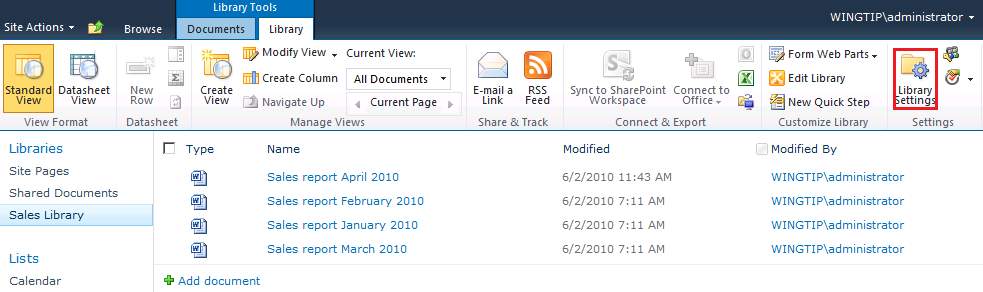 Library Tools
Site Actions Browse Documents Library WINGTIP\administrator
Standard View
Datasheet View
View Format
New Row
Datasheet
Create View
Modify View
Create Column
Navigate Up
Current View:
All Documents
Current Page
Manage Views
E-mail a Link
RSS Feed
Share & Track
Sync to SharePoint Workspace
Connect to Office
Connect & Export
Form Web Parts
Edit Library
New Quick Step
Customize Library
Library Settings
Settings
Libraries
Site Pages
Shared Documents
Sales Library
Lists
Calendar
Type Name Modified Modified By
Sales report April 2010 6/2/2010 11:43 AM WINGTIP\administrator
Sales report February 2010 6/2/2010 7:11 AM WINGTIP\administrator
Sales report January 2010 6/2/2010 7:11 AM WINGTIP\administrator
Sales report March 2010 6/2/2010 7:11 AM WINGTIP\administrator
Add document